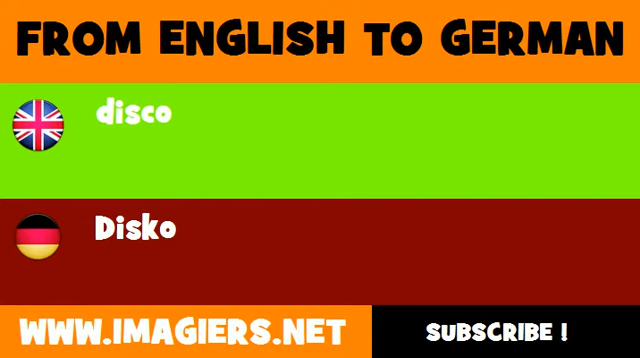 FROM ENGLISH TO GERMAN
disco
Disko
WWW.IMAGIERS.NET
SUBSCRIBE !